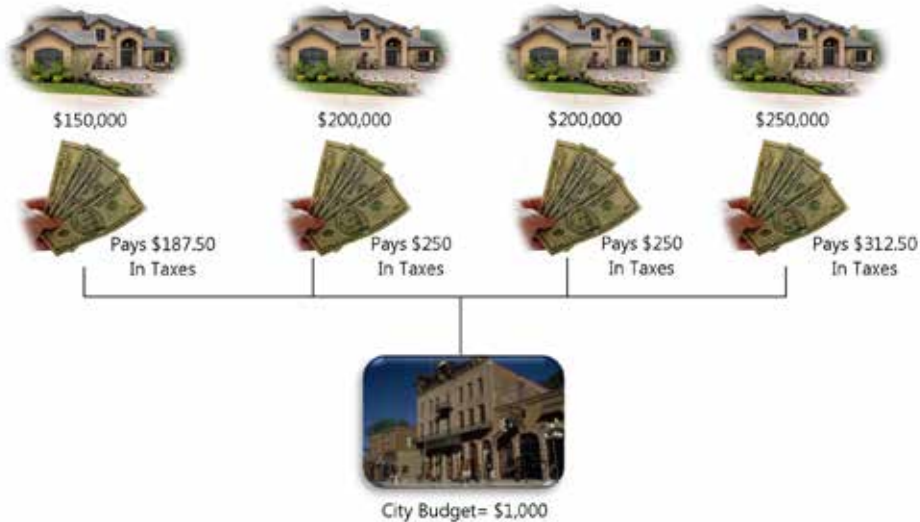 $150,000
$200,000
$200,000
$250,000
Pays $187.50
In Taxes
Pays $250
In Taxes
Pays $250
In Taxes
Pays $312.50
In Taxes
City Budget= $1,000